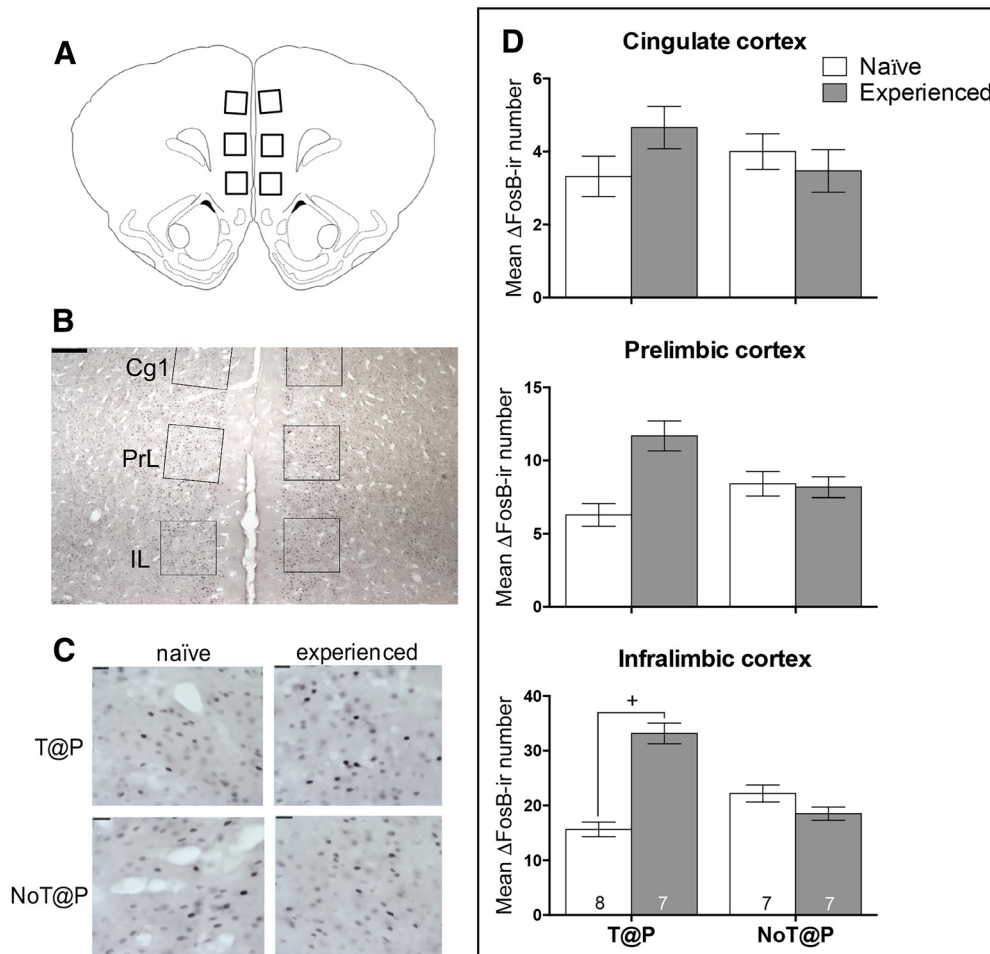 A
B
Cg1
PrL
IL
C
naïve
experienced
T@P
NoT@P
D
Cingulate cortex
Naïve
Experienced
Mean ΔFosB-ir number
6
4
2
0
Prelimbic cortex
Mean ΔFosB-ir number
15
10
5
0
Infralimbic cortex
Mean ΔFosB-ir number
40
30
20
10
0
+
8
7
7
7
T@P
NoT@P